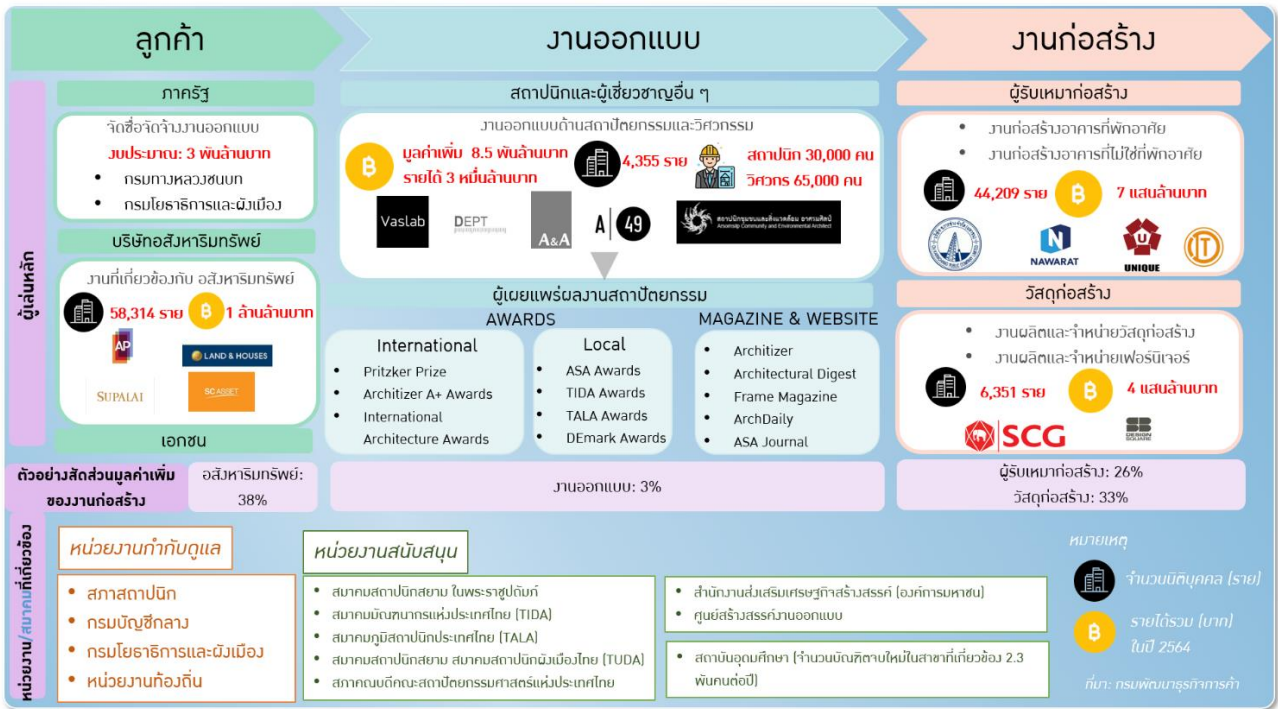 ลูกค้า
งานออกแบบ
งานก่อสร้าง
ผู้เล่นหลัก
ภาครัฐ
จัดซื้อจัดจ้างงานออกแบบ
งบประมาณ: 3 พันล้านบาท
• กรมทางหลวงชนบท
• กรมโยธาธิการและผังเมือง
บริษัทอสังหาริมทรัพย์
งานที่เกี่ยวข้องกับ อสังหาริมทรัพย์
58,314 ราย
฿
1 ล้านล้านบาท
AP
LAND & HOUSES
SUPALAI
SC ASSET
เอกชน
สถาปนิกและผู้เชี่ยวชาญอื่น ๆ
งานออกแบบด้านสถาปัตยกรรมและวิศวกรรม
฿
มูลค่าเพิ่ม 8.5 พันล้านบาท
รายได้ 3 หมื่นล้านบาท
4,355 ราย
สถาปนิก 30,000 คน
วิศวกร 65,000 คน
Vaslab
DEPT
A&A
A|49
สถาปนิกชุมชนและสิ่งแวดล้อม อาศรมศิลป์
Arsomsilp Community and Environmental Architect
ผู้เผยแพร่ผลงานสถาปัตยกรรม
AWARDS
International
• Pritzker Prize
• Architizer A+ Awards
• International
Architecture Awards
Local
• ASA Awards
• TIDA Awards
• TALA Awards
• DEmark Awards
MAGAZINE & WEBSITE
• Architizer
• Architectural Digest
• Frame Magazine
• ArchDaily
• ASA Journal
ผู้รับเหมาก่อสร้าง
• งานก่อสร้างอาคารที่พักอาศัย
• งานก่อสร้างอาคารที่ไม่ใช่ที่พักอาศัย
44,209 ราย
฿
7 แสนล้านบาท
NAWARAT
UNIQUE
วัสดุก่อสร้าง
• งานผลิตและจำหน่ายวัสดุก่อสร้าง
• งานผลิตและจำหน่ายเฟอร์นิเจอร์
6,351 ราย
฿
4 แสนล้านบาท
SCG
DESIGN
SQUARE
ตัวอย่างสัดส่วนมูลค่าเพิ่ม
ของงานก่อสร้าง
อสังหาริมทรัพย์:
38%
งานออกแบบ: 3%
ผู้รับเหมาก่อสร้าง: 26%
วัสดุก่อสร้าง: 33%
หน่วยงาน/สมาคมที่เกี่ยวข้อง
หน่วยงานกำกับดูแล
• สภาสถาปนิก
• กรมบัญชีกลาง
• กรมโยธาธิการและผังเมือง
• หน่วยงานท้องถิ่น
หน่วยงานสนับสนุน
• สมาคมสถาปนิกสยาม ในพระราชูปถัมภ์
• สมาคมมัณฑนากรแห่งประเทศไทย (TIDA)
• สมาคมภูมิสถาปนิกประเทศไทย (TALA)
• สมาคมสถาปนิกสยาม สมาคมสถาปนิกผังเมืองไทย (TUDA)
• สภาคณบดีคณะสถาปัตยกรรมศาสตร์แห่งประเทศไทย
• สำนักงานส่งเสริมเศรษฐกิจสร้างสรรค์ (องค์การมหาชน)
• ศูนย์สร้างสรรค์งานออกแบบ
• สถาบันอุดมศึกษา (จำนวนบัณฑิตจบใหม่ในสาขาที่เกี่ยวข้อง 2.3
พันคนต่อปี)
หมายเหตุ
จำนวนนิติบุคคล (ราย)
฿
รายได้รวม (บาท)
ในปี 2564
ที่มา: กรมพัฒนาธุรกิจการค้า